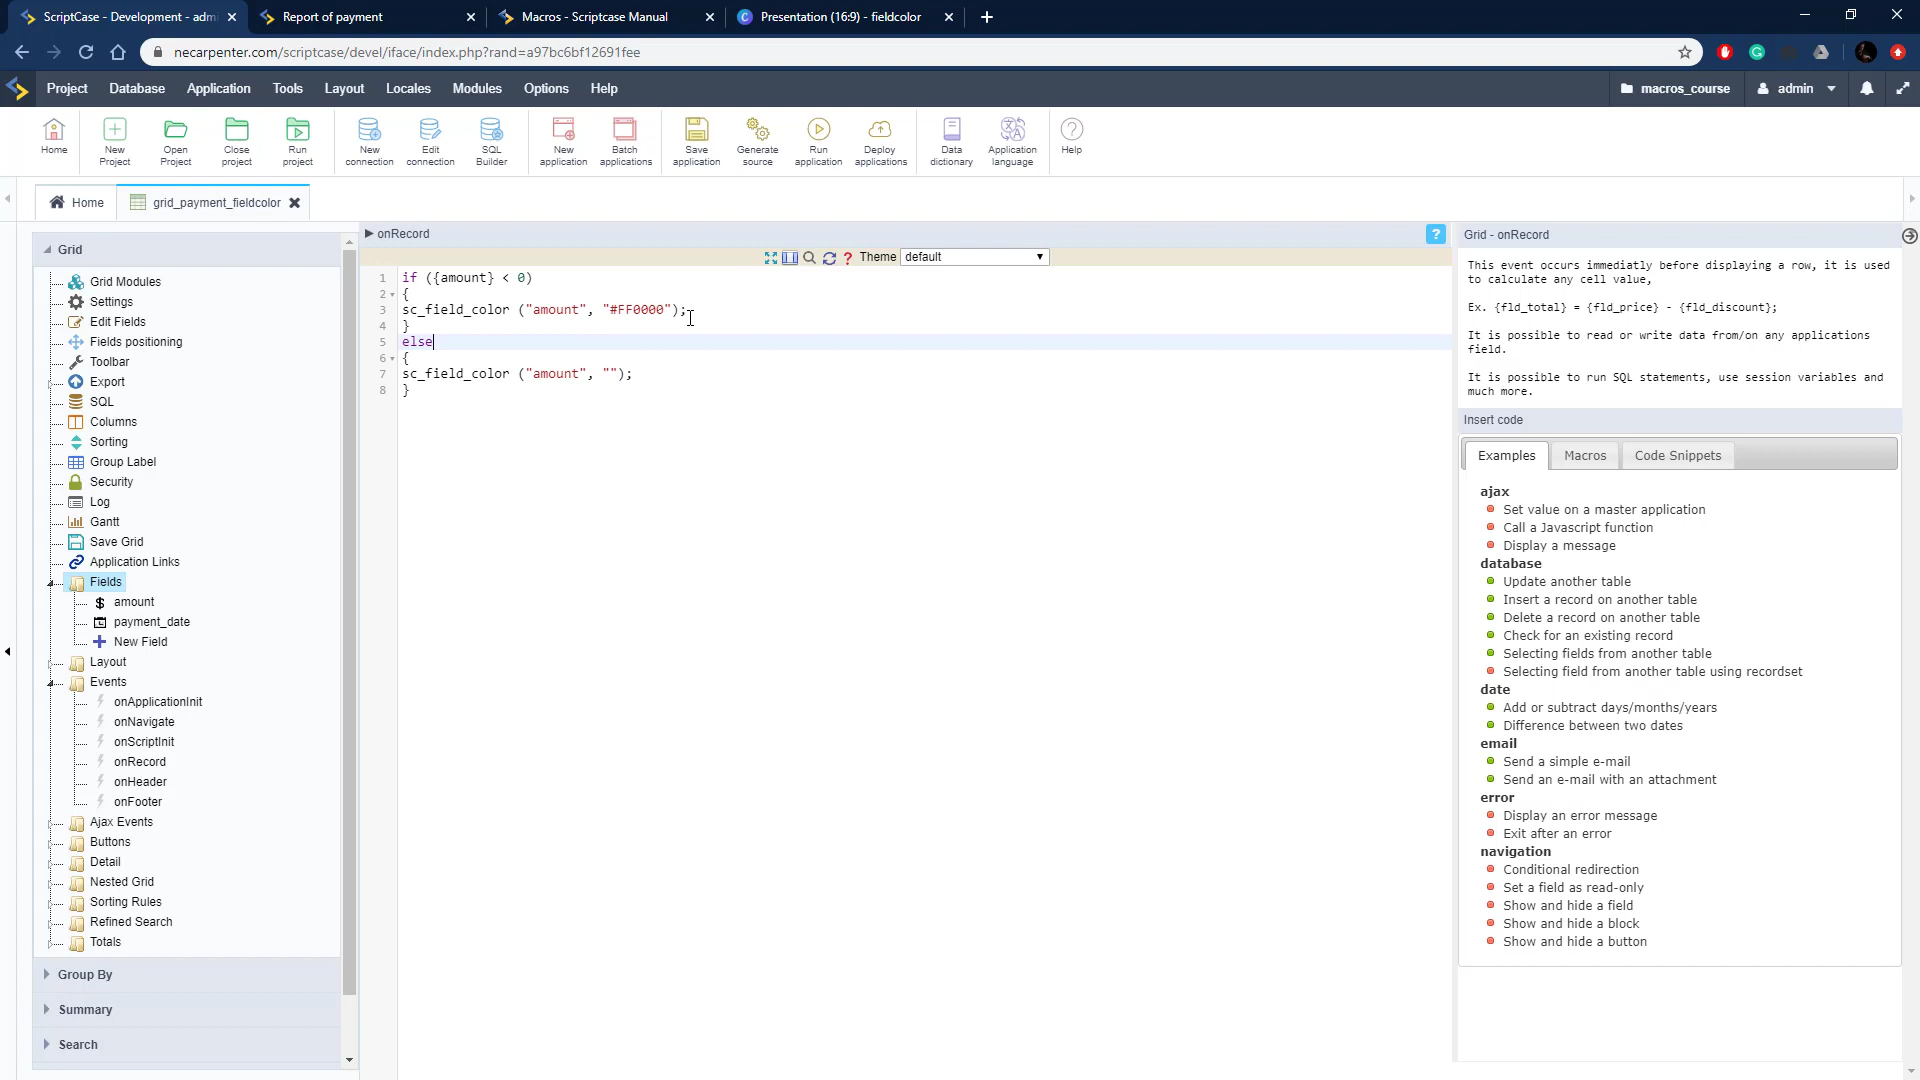 ScriptCase - Development - adm
Report of payment
Macros - Scriptcase Manual
Presentation (16:9) - fieldcolor
necarpenter.com/scriptcase/devel/iface/index.php?rand=a97bc6bf12691fee
Project Database Application Tools Layout Locales Modules Options Help
macros_course
admin
Home
New Project
Open Project
Close project
Run project
New connection
Edit connection
SQL Builder
New application
Batch applications
Save application
Generate source
Run application
Deploy applications
Data dictionary
Application language
Help
Home
grid_payment_fieldcolor
Grid
Grid Modules
Settings
Edit Fields
Fields positioning
Toolbar
Export
SQL
Columns
Sorting
Group Label
Security
Log
Gantt
Save Grid
Application Links
Fields
amount
payment_date
New Field
Layout
Events
onApplicationInit
onNavigate
onScriptInit
onRecord
onHeader
onFooter
Ajax Events
Buttons
Detail
Nested Grid
Sorting Rules
Refined Search
Totals
Group By
Summary
Search
onRecord
?
? Theme default
1 if ({amount} < 0)
2 {
3 sc_field_color ("amount", "#FF0000");
4 }
5 else
6 {
7 sc_field_color ("amount", "");
8 }
Grid - onRecord
This event occurs immediatly before displaying a row, it is used
to calculate any cell value,
Ex. {fld_total} = {fld_price} - {fld_discount};
It is possible to read or write data from/on any applications
field.
It is possible to run SQL statements, use session variables and
much more.
Insert code
Examples Macros Code Snippets
ajax
Set value on a master application
Call a Javascript function
Display a message
database
Update another table
Insert a record on another table
Delete a record on another table
Check for an existing record
Selecting fields from another table
Selecting field from another table using recordset
date
Add or subtract days/months/years
Difference between two dates
email
Send a simple e-mail
Send an e-mail with an attachment
error
Display an error message
Exit after an error
navigation
Conditional redirection
Set a field as read-only
Show and hide a field
Show and hide a block
Show and hide a button